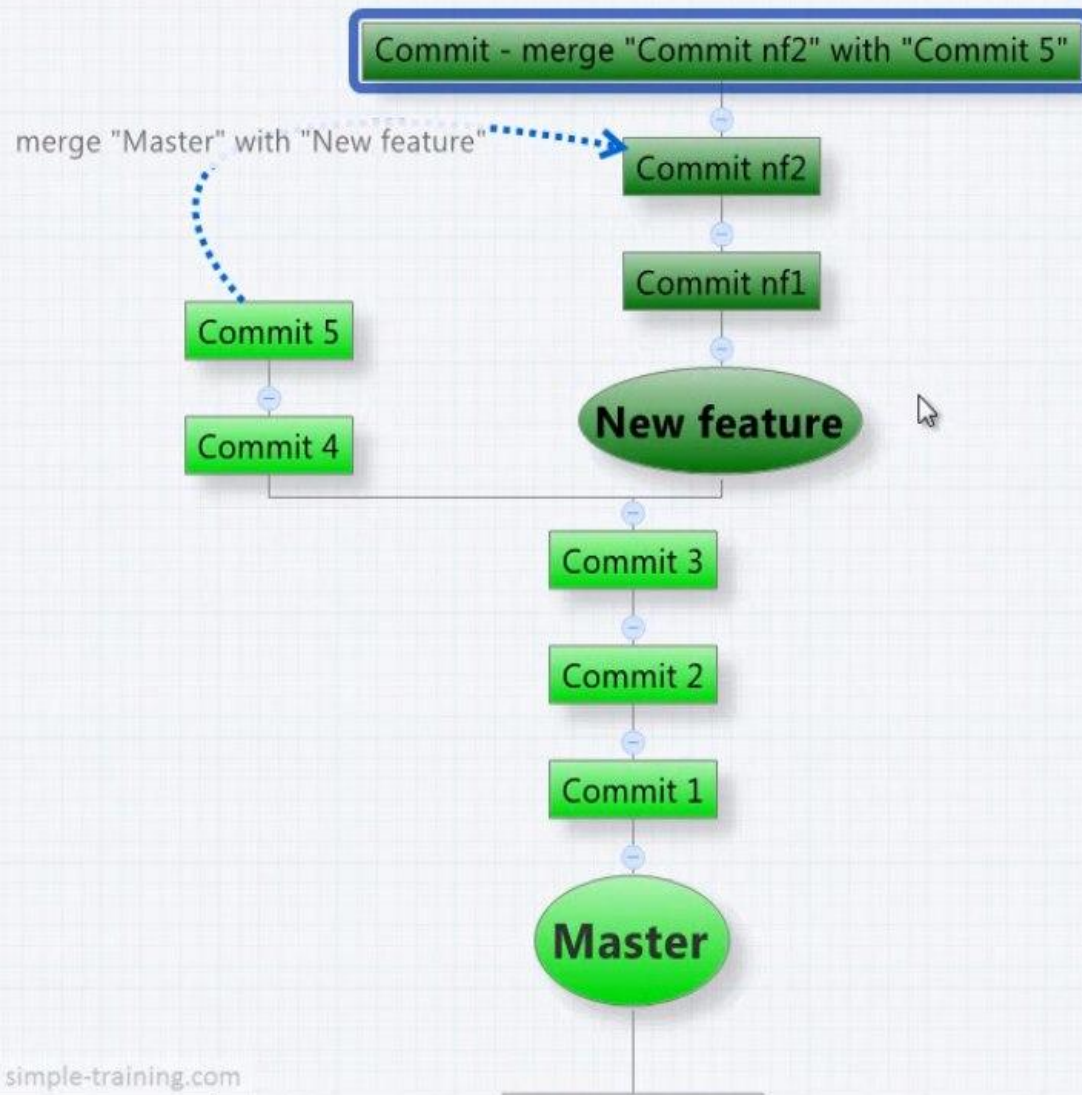 Commit - merge "Commit nf2" with "Commit 5"
merge "Master" with "New feature"
Commit nf2
Commit nf1
Commit 5
New feature
Commit 4
Commit 3
Commit 2
Commit 1
Master
simple-training.com